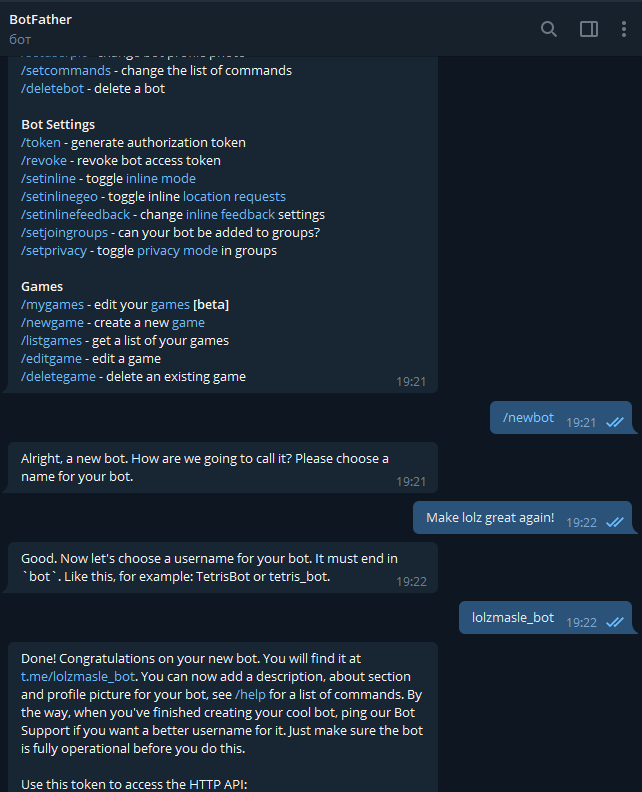 BotFather
бот
/setcommands - change the list of commands
/deletebot - delete a bot
Bot Settings
/token - generate authorization token
/revoke - revoke bot access token
/setinline - toggle inline mode
/setinlinegeo - toggle inline location requests
/setinlinefeedback - change inline feedback settings
/setjoingroups - can your bot be added to groups?
/setprivacy - toggle privacy mode in groups
Games
/mygames - edit your games [beta]
/newgame - create a new game
/listgames - get a list of your games
/editgame - edit a game
/deletegame - delete an existing game
19:21
/newbot 19:21
Alright, a new bot. How are we going to call it? Please choose a
name for your bot.
19:21
Make lolz great again! 19:22
Good. Now let's choose a username for your bot. It must end in
`bot`. Like this, for example: TetrisBot or tetris_bot.
19:22
lolzmasle_bot 19:22
Done! Congratulations on your new bot. You will find it at
t.me/lolzmasle_bot. You can now add a description, about section
and profile picture for your bot, see /help for a list of commands. By
the way, when you've finished creating your cool bot, ping our Bot
Support if you want a better username for it. Just make sure the bot
is fully operational before you do this.
Use this token to access the HTTP API: